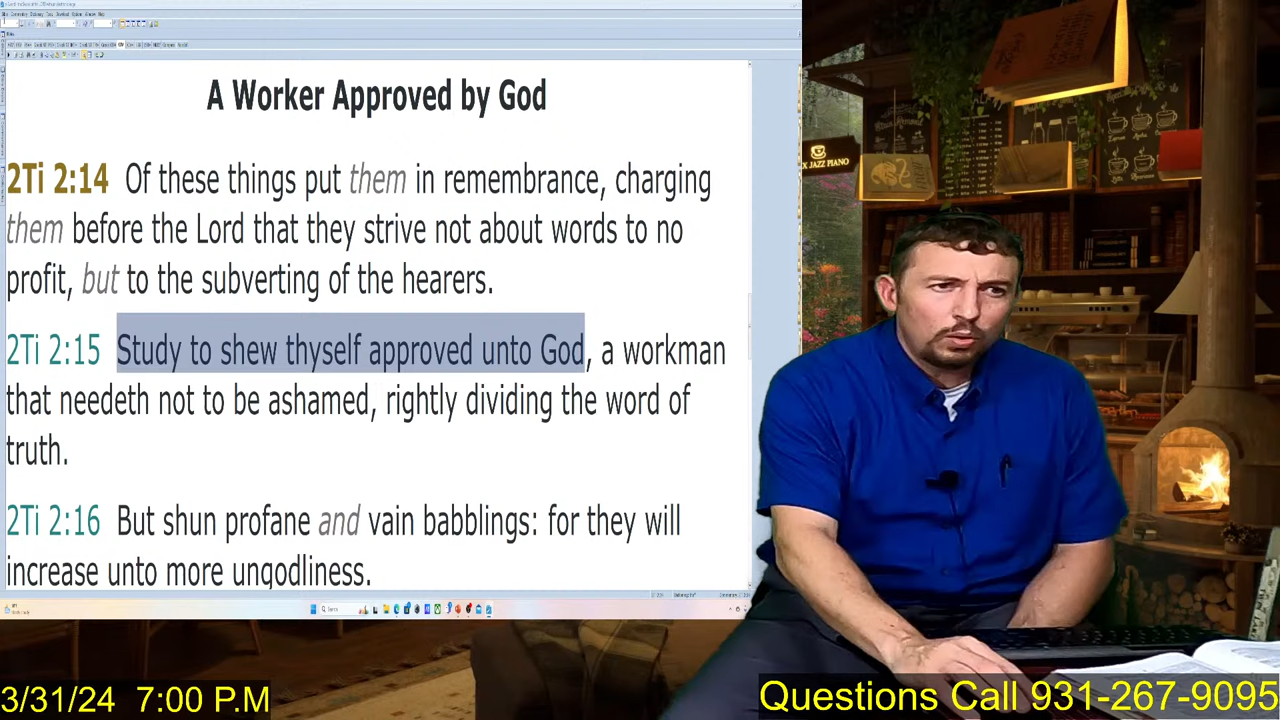 A Worker Approved by God
2Ti 2:14 Of these things put them in remembrance, charging
them before the Lord that they strive not about words to no
profit, but to the subverting of the hearers.
2Ti 2:15 Study to shew thyself approved unto God, a workman
that needeth not to be ashamed, rightly dividing the word of
truth.
2Ti 2:16 But shun profane and vain babblings: for they will
increase unto more ungodliness.
X JAZZ PIANO
3/31/24 7:00 P.M
Questions Call 931-267-9095